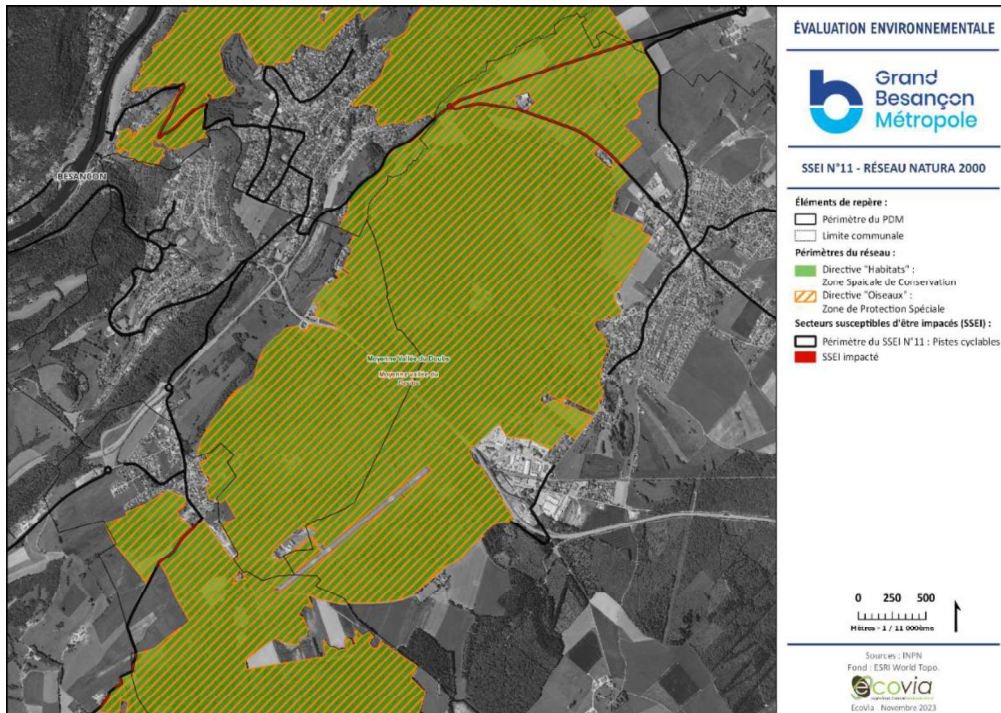 BESANÇON
Moyenne Vallée du Doubs
Moyenne vallée du
Doubs
ÉVALUATION ENVIRONNEMENTALE
Grand
Besançon
Métropole
SSEI N°11 - RÉSEAU NATURA 2000
Éléments de repère :
Périmètre du PDM
Limite communale
Périmètres du réseau :
Directive "Habitats" :
Zone Spaicale de Conservation
Directive "Oiseaux" :
Zone de Protection Spéciale
Secteurs susceptibles d'être impacés (SSEI) :
Périmètre du SSEI N°11 : Pistes cyclables
SSEI impacté
0 250 500
Mètres - 1 / 11 000ème
Sources : INPN
Fond : ESRI World Topo.
ecovia
EcoVia Novembre 2023